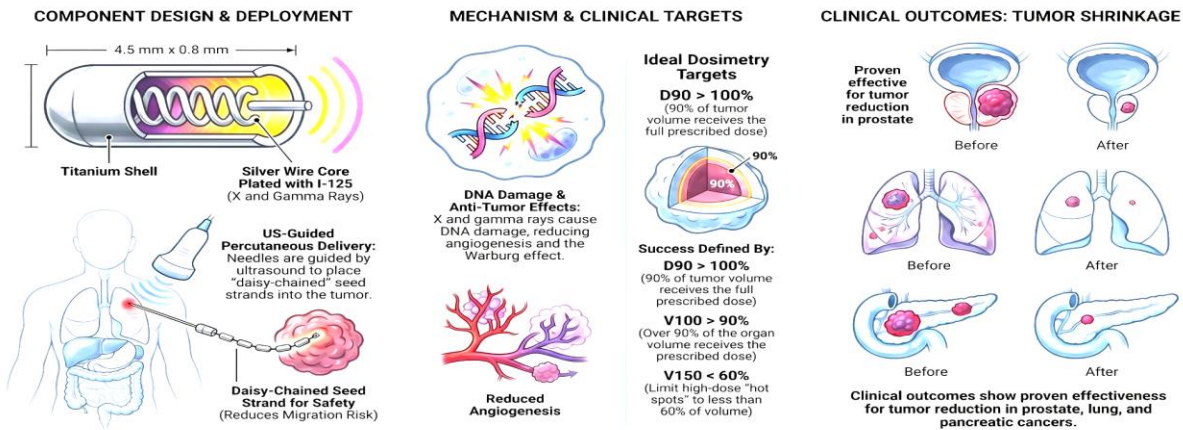 COMPONENT DESIGN & DEPLOYMENT
4.5 mm x 0.8 mm
Titanium Shell
Silver Wire Core
Plated with I-125
(X and Gamma Rays)
US-Guided
Percutaneous Delivery:
Needles are guided by
ultrasound to place
"daisy-chained" seed
strands into the tumor.
Daisy-Chained Seed
Strand for Safety
(Reduces Migration Risk)
MECHANISM & CLINICAL TARGETS
DNA Damage &
Anti-Tumor Effects:
X and gamma rays cause
DNA damage, reducing
angiogenesis and the
Warburg effect.
Reduced
Angiogenesis
Ideal Dosimetry
Targets
D90 > 100%
(90% of tumor
volume receives the
full prescribed dose)
90%
90%
Success Defined By:
D90 > 100%
(90% of tumor volume
receives the full
prescribed dose)
V100 > 90%
(Over 90% of the organ
volume receives the
prescribed dose)
V150 < 60%
(Limit high-dose "hot
spots" to less than
60% of volume)
CLINICAL OUTCOMES: TUMOR SHRINKAGE
Proven
effective
for tumor
reduction
in prostate
Before
After
Before
After
Before
After
Clinical outcomes show proven effectiveness
for tumor reduction in prostate, lung, and
pancreatic cancers.